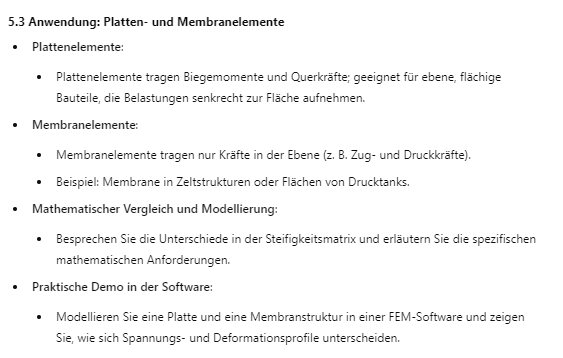 5.3 Anwendung: Platten- und Membranelemente
• Plattenelemente:
• Plattenelemente tragen Biegemomente und Querkräfte; geeignet für ebene, flächige
Bauteile, die Belastungen senkrecht zur Fläche aufnehmen.
• Membranelemente:
• Membranelemente tragen nur Kräfte in der Ebene (z. B. Zug- und Druckkräfte).
• Beispiel: Membrane in Zeltstrukturen oder Flächen von Drucktanks.
• Mathematischer Vergleich und Modellierung:
• Besprechen Sie die Unterschiede in der Steifigkeitsmatrix und erläutern Sie die spezifischen
mathematischen Anforderungen.
• Praktische Demo in der Software:
• Modellieren Sie eine Platte und eine Membranstruktur in einer FEM-Software und zeigen
Sie, wie sich Spannungs- und Deformationsprofile unterscheiden.